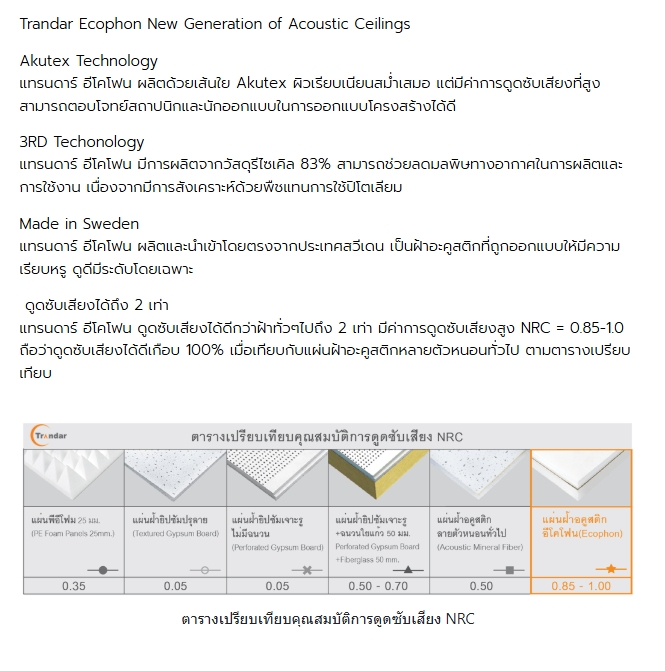 Trandar Ecophon New Generation of Acoustic Ceilings
Akutex Technology
แทรนดาร์ อีโคโฟน ผลิตด้วยเส้นใย Akutex ผิวเรียบเนียนสม่ำเสมอ แต่มีค่าการดูดซับเสียงที่สูง
สามารถตอบโจทย์สถาปนิกและนักออกแบบในการออกแบบโครงสร้างได้ดี
3RD Techonology
แทรนดาร์ อีโคโฟน มีการผลิตจากวัสดุรีไซเคิล 83% สามารถช่วยลดมลพิษทางอากาศในการผลิตและ
การใช้งาน เนื่องจากมีการสังเคราะห์ด้วยพืชแทนการใช้ปิโตเลียม
Made in Sweden
แทรนดาร์ อีโคโฟน ผลิตและนำเข้าโดยตรงจากประเทศสวีเดน เป็นฝ้าอะคูสติกที่ถูกออกแบบให้มีความ
เรียบหรู ดูดีมีระดับโดยเฉพาะ
ดูดซับเสียงได้ถึง 2 เท่า
แทรนดาร์ อีโคโฟน ดูดซับเสียงได้ดีกว่าฝ้าทั่วๆไปถึง 2 เท่า มีค่าการดูดซับเสียงสูง NRC = 0.85-1.0
ถือว่าดูดซับเสียงได้ดีเกือบ 100% เมื่อเทียบกับแผ่นฝ้าอะคูสติกหลายตัวหนอนทั่วไป ตามตารางเปรียบ
เทียบ
Trandar
ตารางเปรียบเทียบคุณสมบัติการดูดซับเสียง NRC
แผ่นพีอีโฟม 25 มม.
(PE Foam Panels 25mm.)
0.35
แผ่นฝ้ายิปซัมปรุลาย
(Textured Gypsum Board)
0.05
แผ่นฝ้ายิปซัมเจาะรู
ไม่มีฉนวน
(Perforated Gypsum Board)
0.05
แผ่นฝ้ายิปซัมเจาะรู
+ฉนวนใยแก้ว 50 มม.
Perforated Gypsum Board
+Fiberglass 50 mm.
0.50 - 0.70
แผ่นฝ้าอคูสติก
ลายตัวหนอนทั่วไป
(Acoustic Mineral Fiber)
0.50
แผ่นฝ้าอคูสติก
อีโคโฟน(Ecophon)
0.85 - 1.00
ตารางเปรียบเทียบคุณสมบัติการดูดซับเสียง NRC